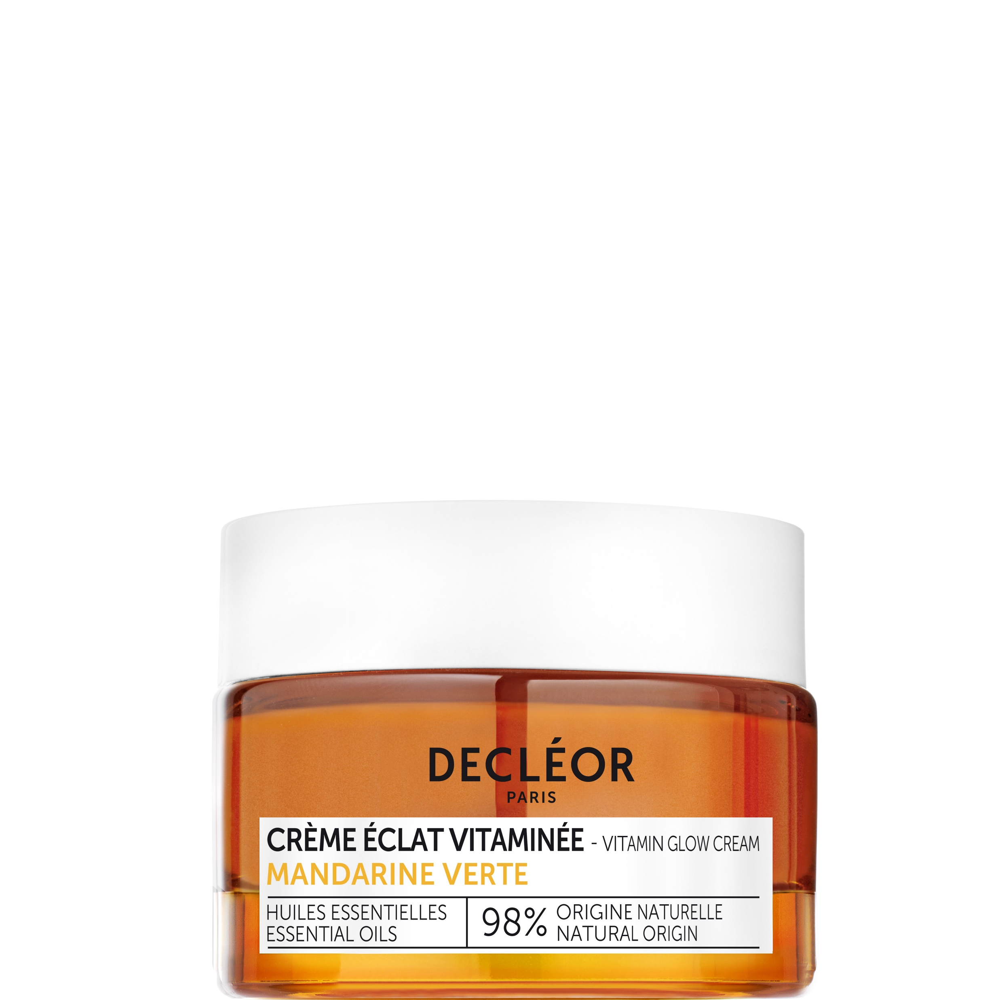 DECLÉOR
PARIS
CRÈME ÉCLAT VITAMINÉE - VITAMIN GLOW CREAM
MANDARINE VERTE
HUILES ESSENTIELLES
ESSENTIAL OILS
98% ORIGINE NATURELLE
NATURAL ORIGIN